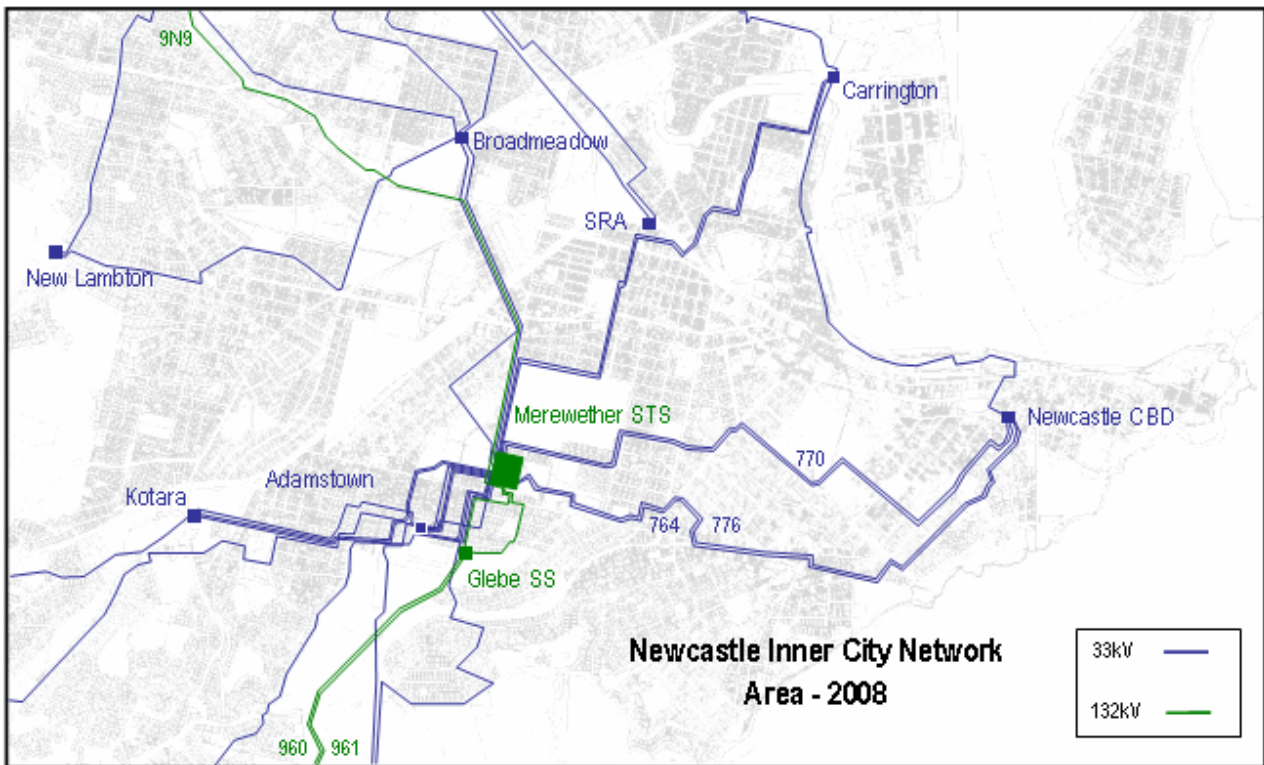 9N9
Carrington
Broadmeadow
SRA
New Lambton
Merewether STS
Newcastle CBD
770
Adamstown
Kotara
764
776
Glebe SS
Newcastle Inner City Network
Area - 2008
33kV
132kV
960
961